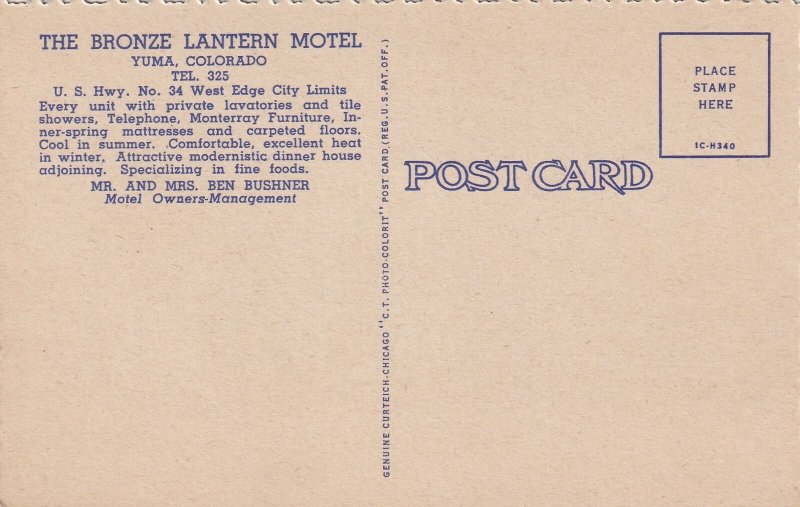 THE BRONZE LANTERN MOTEL
YUMA, COLORADO
TEL. 325
U. S. Hwy. No. 34 West Edge City Limits
Every unit with private lavatories and tile
showers, Telephone, Monterray Furniture, In-
ner-spring mattresses and carpeted floors.
Cool in summer. Comfortable, excellent heat
in winter. Attractive modernistic dinner house
adjoining. Specializing in fine foods.
MR. AND MRS. BEN BUSHNER
Motel Owners-Management
GENUINE CURTEICH-CHICAGO "C.T. PHOTO-COLORIT" POST CARD (REG. U.S. PAT. OFF.)
POST CARD
PLACE
STAMP
HERE
1C-H340